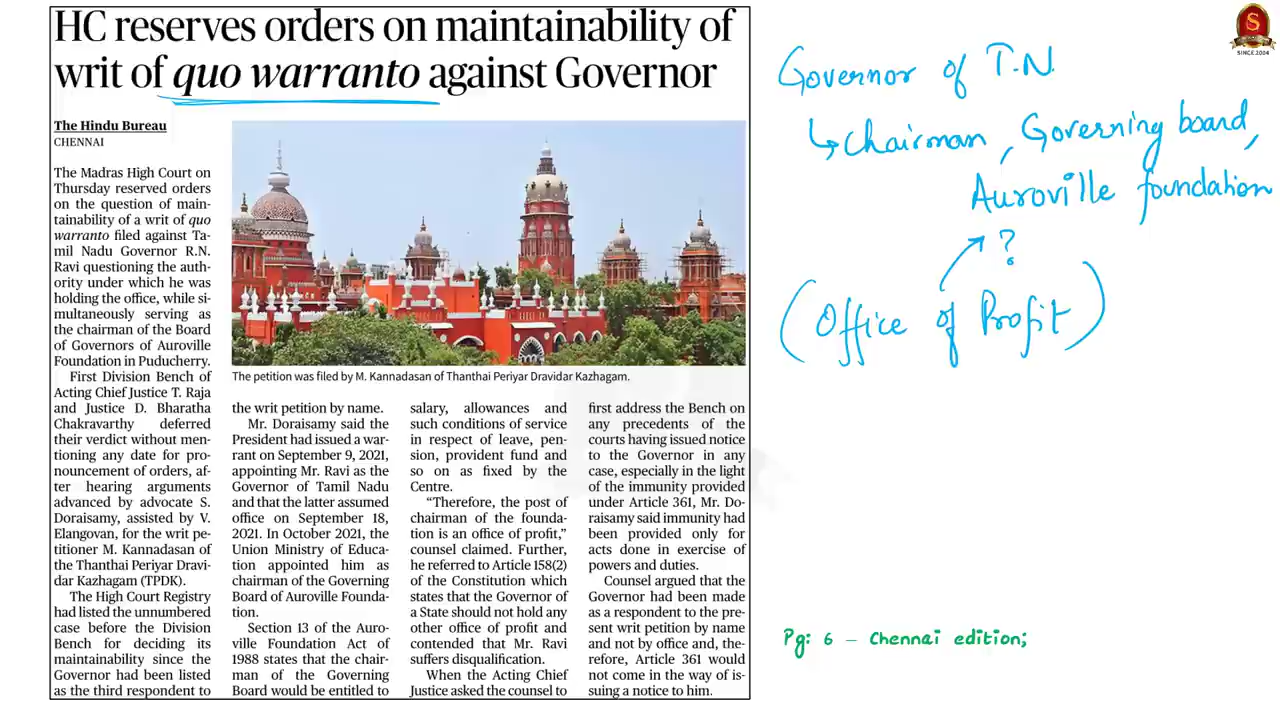 HC reserves orders on maintainability of
writ of quo warranto against Governor
The Hindu Bureau
CHENNAI
The Madras High Court on
Thursday reserved orders
on the question of main-
tainability of a writ of quo
warranto filed against Ta-
mil Nadu Governor R.N.
Ravi questioning the auth-
ority under which he was
holding the office, while si-
multaneously serving as
the chairman of the Board
of Governors of Auroville
Foundation in Puducherry.
First Division Bench of
Acting Chief Justice T. Raja
and Justice D. Bharatha
Chakravarthy deferred
their verdict without men-
tioning any date for pro-
nouncement of orders, af-
ter hearing arguments
advanced by advocate S.
Doraisamy, assisted by V.
Elangovan, for the writ pe-
titioner M. Kannadasan of
the Thanthai Periyar Dravi-
dar Kazhagam (TPDK).
The High Court Registry
had listed the unnumbered
case before the Division
Bench for deciding its
maintainability since the
Governor had been listed
as the third respondent to
The petition was filed by M. Kannadasan of Thanthai Periyar Dravidar Kazhagam.
the writ petition by name.
Mr. Doraisamy said the
President had issued a war-
rant on September 9, 2021,
appointing Mr. Ravi as the
Governor of Tamil Nadu
and that the latter assumed
office on September 18,
2021. In October 2021, the
Union Ministry of Educa-
tion appointed him as
chairman of the Governing
Board of Auroville Founda-
tion.
Section 13 of the Auro-
ville Foundation Act of
1988 states that the chair-
man of the Governing
Board would be entitled to
salary, allowances and
such conditions of service
in respect of leave, pen-
sion, provident fund and
so on as fixed by the
Centre.
“Therefore, the post of
chairman of the founda-
tion is an office of profit,”
counsel claimed. Further,
he referred to Article 158(2)
of the Constitution which
states that the Governor of
a State should not hold any
other office of profit and
contended that Mr. Ravi
suffers disqualification.
When the Acting Chief
Justice asked the counsel to
first address the Bench on
any precedents of the
courts having issued notice
to the Governor in any
case, especially in the light
of the immunity provided
under Article 361, Mr. Do-
raisamy said immunity had
been provided only for
acts done in exercise of
powers and duties.
Counsel argued that the
Governor had been made
as a respondent to the pre-
sent writ petition by name
and not by office and, the-
refore, Article 361 would
not come in the way of is-
suing a notice to him.
Governor of T.N.
↳ Chairman, Governing board,
Auroville foundation
?
(Office of Profit)
Pg: 6 – Chennai edition;
S
SINCE 2004